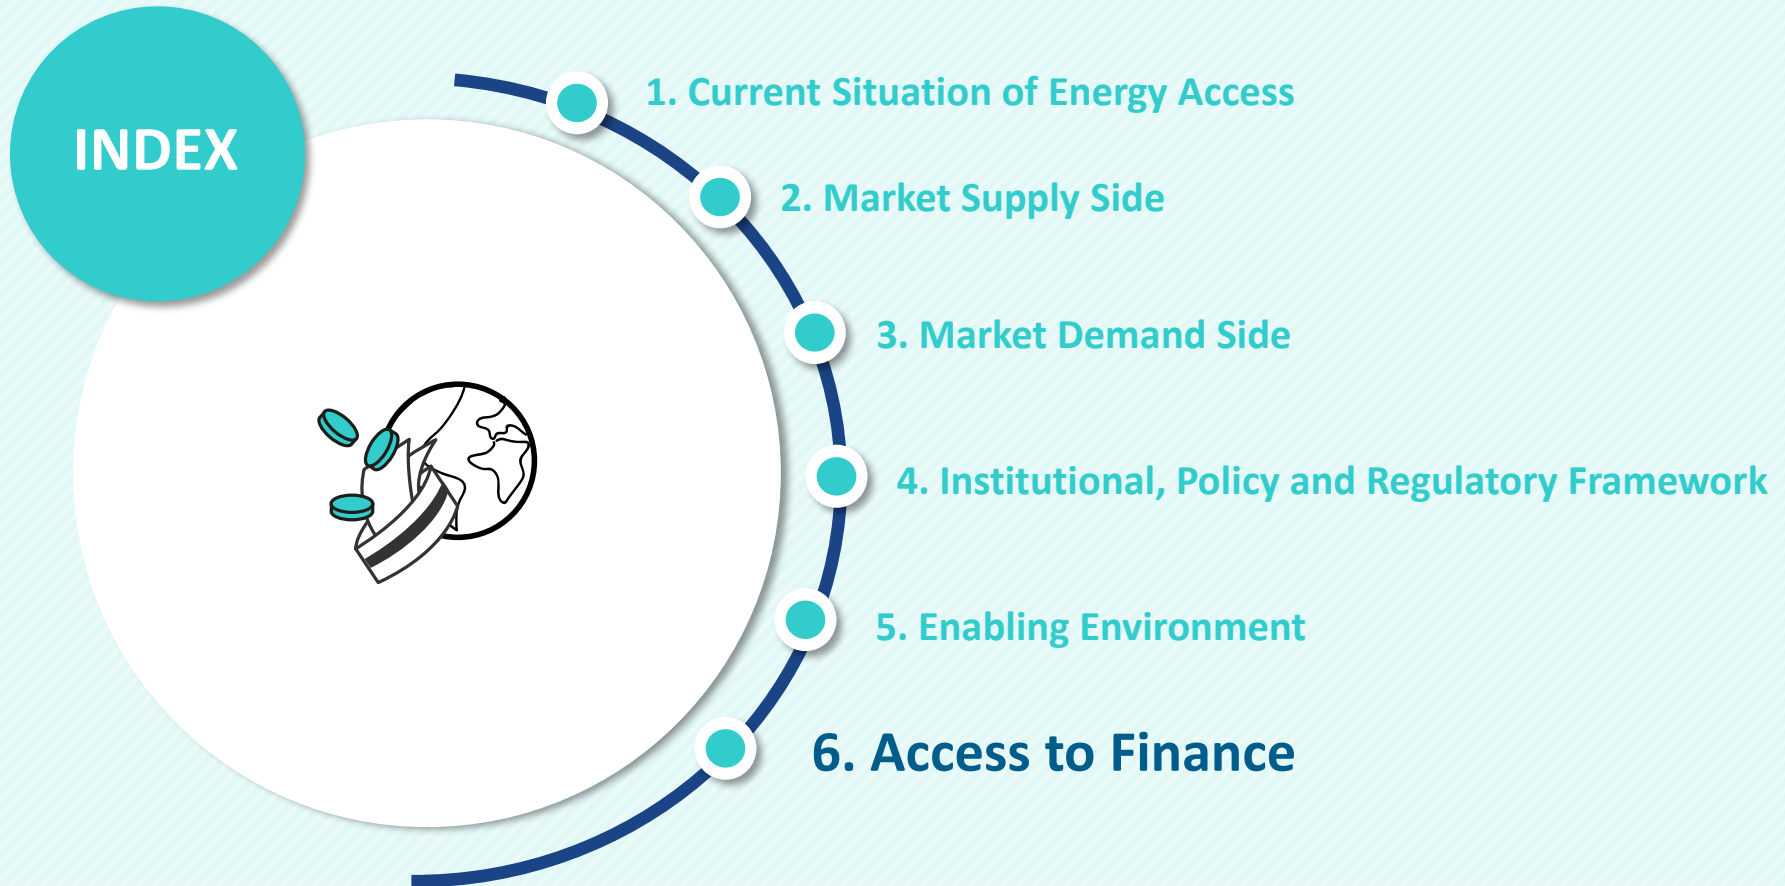 INDEX
1. Current Situation of Energy Access
2. Market Supply Side
3. Market Demand Side
4. Institutional, Policy and Regulatory Framework
5. Enabling Environment
6. Access to Finance